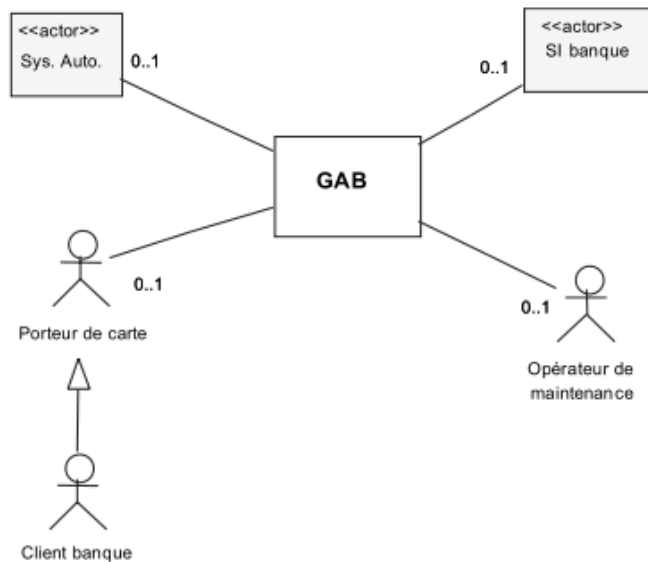 <<actor>>
Sys. Auto.
0..1
<<actor>>
SI banque
0..1
GAB
0..1
Porteur de carte
0..1
Opérateur de
maintenance
Client banque